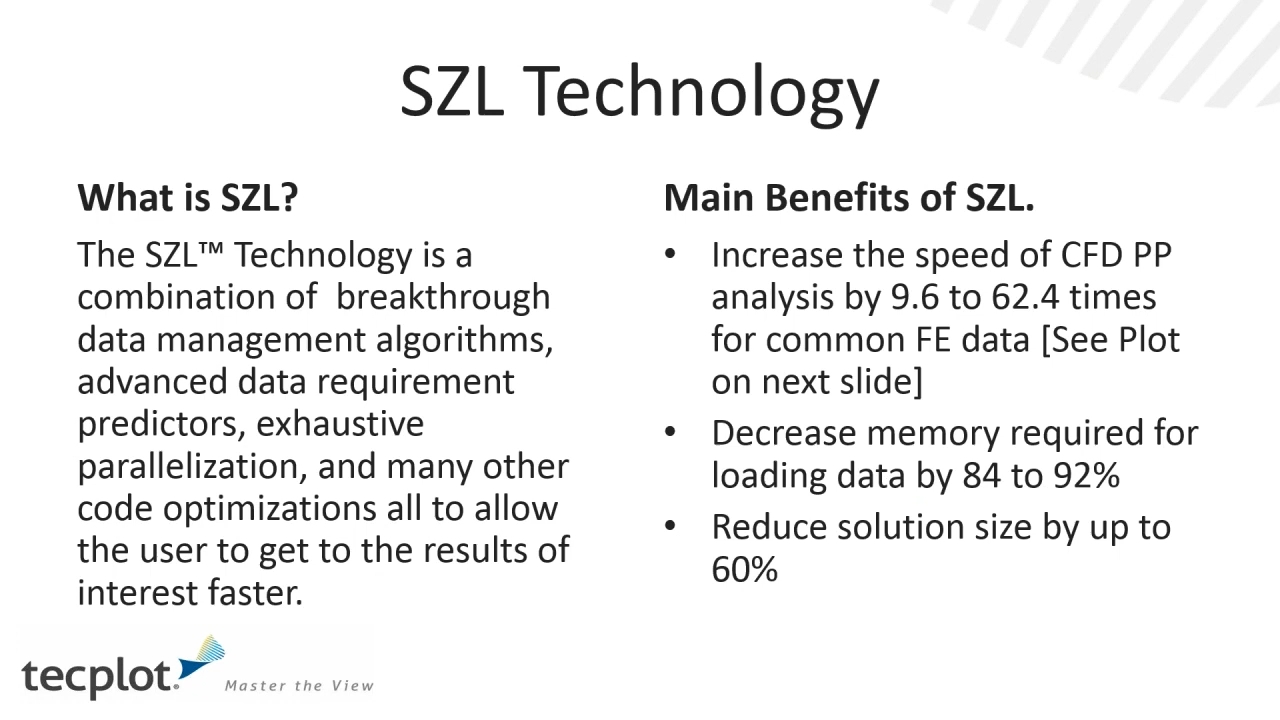 SZL Technology
What is SZL?
The SZL™ Technology is a
combination of  breakthrough
data management algorithms,
advanced data requirement
predictors, exhaustive
parallelization, and many other
code optimizations all to allow
the user to get to the results of
interest faster.
Main Benefits of SZL.
• Increase the speed of CFD PP
analysis by 9.6 to 62.4 times
for common FE data [See Plot
on next slide]
• Decrease memory required for
loading data by 84 to 92%
• Reduce solution size by up to
60%
tecplot® Master the View